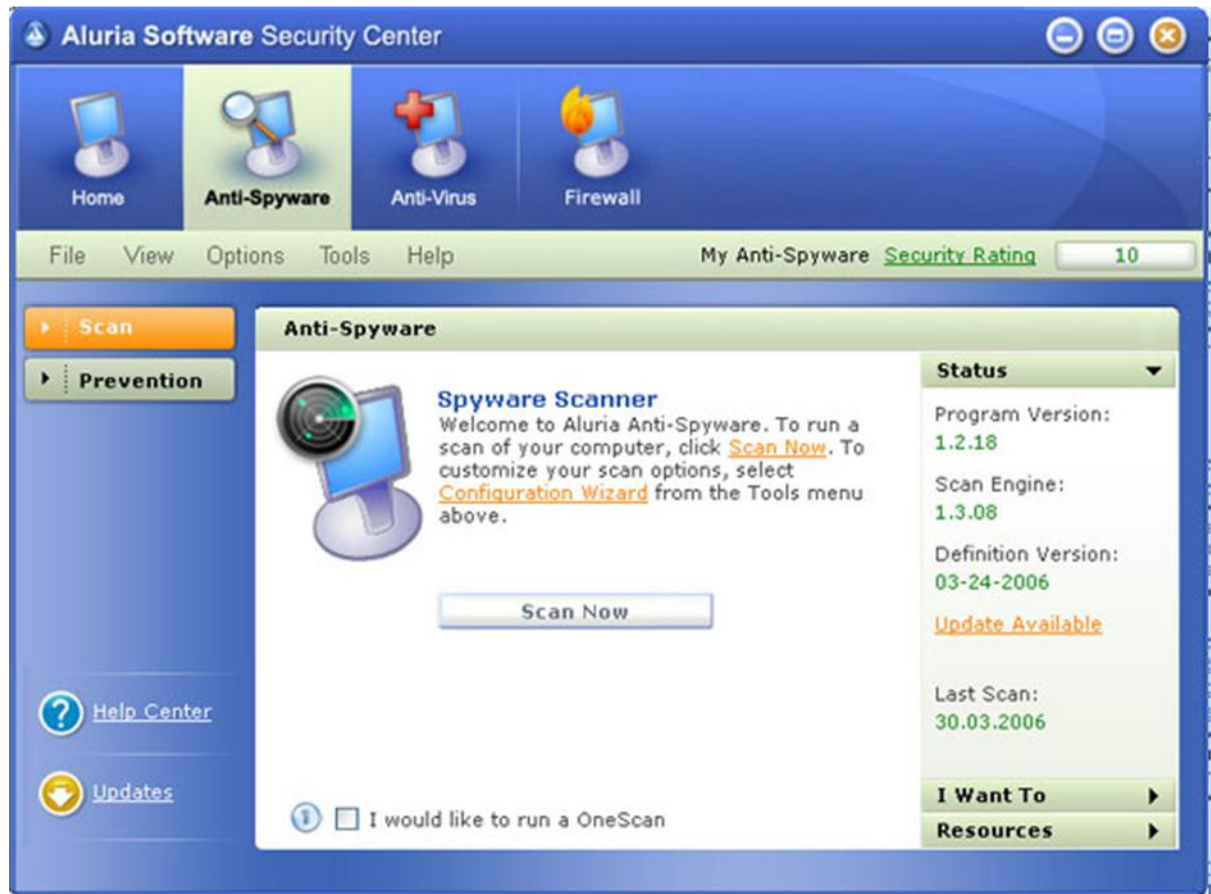 Aluria Software Security Center
Home
Anti-Spyware
Anti-Virus
Firewall
File View Options Tools Help
My Anti-Spyware Security Rating 10
Scan
Prevention
Anti-Spyware
Spyware Scanner
Welcome to Aluria Anti-Spyware. To run a
scan of your computer, click Scan Now. To
customize your scan options, select
Configuration Wizard from the Tools menu
above.
Scan Now
I would like to run a OneScan
Status
Program Version:
1.2.18
Scan Engine:
1.3.08
Definition Version:
03-24-2006
Update Available
Last Scan:
30.03.2006
I Want To
Resources
Help Center
Updates